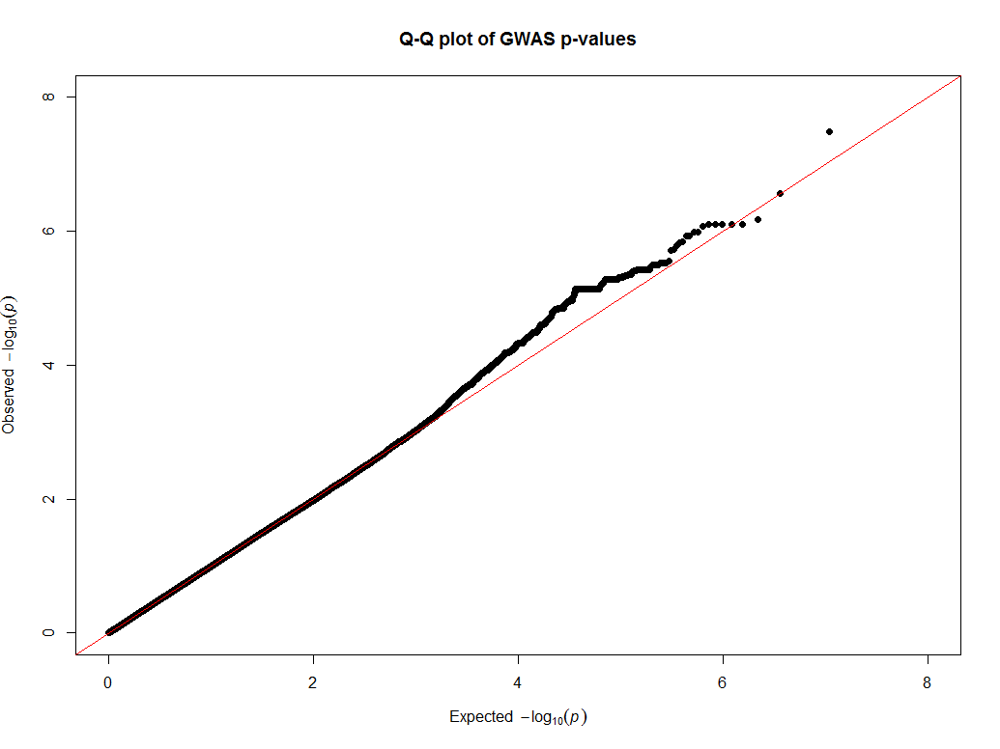 Q-Q plot of GWAS p-values
8
6
4
2
0
Observed −log₁₀(p)
0 2 4 6 8
Expected −log₁₀(p)